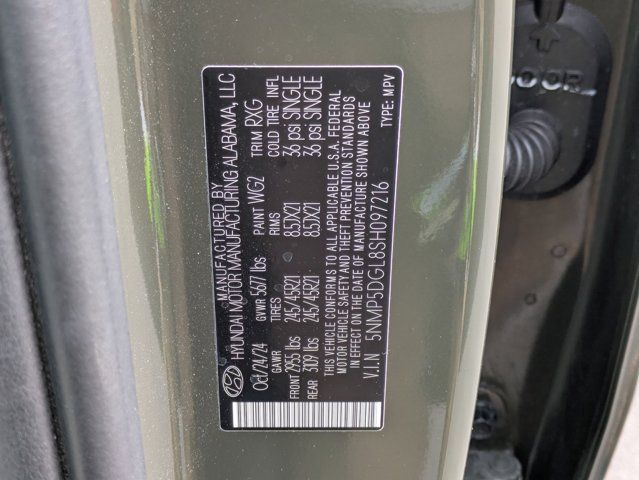 MANUFACTURED BY
HYUNDAI MOTOR MANUFACTURING ALABAMA, LLC
10/24/24 PAINT WG2 TRIM RXG
GVWR 5677 lbs
GAWR TIRES RIMS COLD TIRE INFL
FRONT 2955 lbs 245/45R21 8.5JX21 36 psi SINGLE
REAR 3109 lbs 245/45R21 8.5JX21 36 psi SINGLE
THIS VEHICLE CONFORMS TO ALL APPLICABLE U.S.A. FEDERAL
MOTOR VEHICLE SAFETY AND THEFT PREVENTION STANDARDS
IN EFFECT ON THE DATE OF MANUFACTURE SHOWN ABOVE
V.I.N 5NMP5DGL8SH097216 TYPE: MPV
DOOR